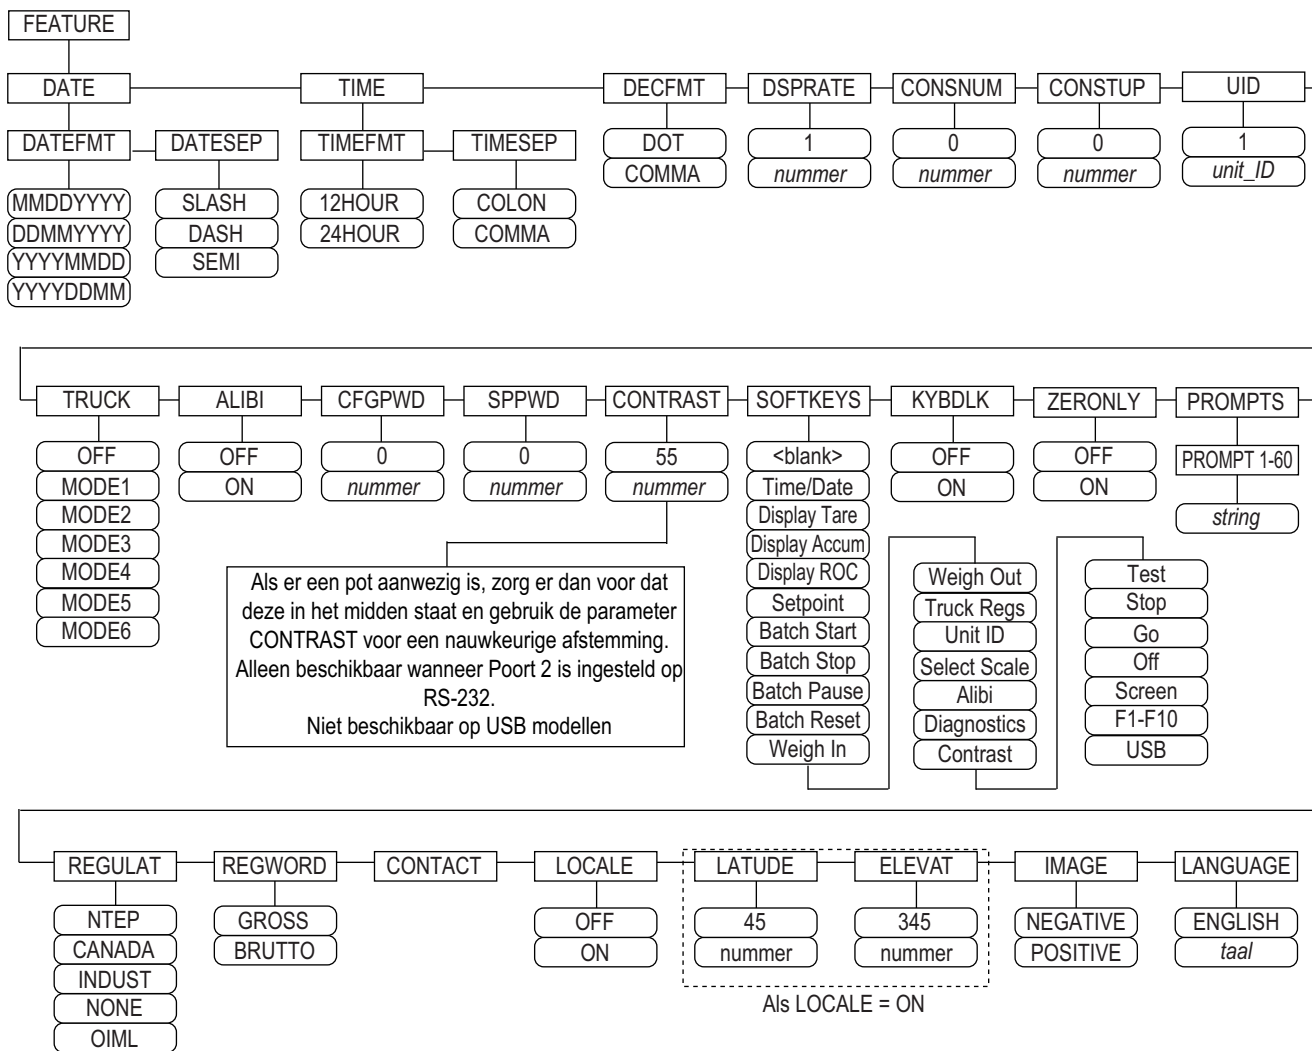 FEATURE
DATE TIME DECFMT DSPRATE CONSNUM CONSTUP UID
DATEFMT DATESEP TIMEFMT TIMESEP DOT 1 0 0 1
COMMA nummer nummer nummer unit_ID
MMDDYYYY SLASH 12HOUR COLON
DDMMYYYY DASH 24HOUR COMMA
YYYYMMDD SEMI
YYYYDDMM
TRUCK ALIBI CFGPWD SPPWD CONTRAST SOFTKEYS KYBDLK ZERONLY PROMPTS
OFF OFF 0 0 55 <blank> OFF OFF PROMPT 1-60
MODE1 ON nummer nummer nummer Time/Date ON ON
MODE2 Display Tare string
MODE3 Display Accum
MODE4 Display ROC
MODE5 Setpoint
MODE6 Batch Start
Batch Stop
Batch Pause
Batch Reset
Weigh In
Weigh Out
Truck Regs
Unit ID
Select Scale
Alibi
Diagnostics
Contrast
Test
Stop
Go
Off
Screen
F1-F10
USB
Als er een pot aanwezig is, zorg er dan voor dat
deze in het midden staat en gebruik de parameter
CONTRAST voor een nauwkeurige afstemming.
Alleen beschikbaar wanneer Poort 2 is ingesteld op
RS-232.
Niet beschikbaar op USB modellen
REGULAT REGWORD CONTACT LOCALE LATUDE ELEVAT IMAGE LANGUAGE
NTEP GROSS OFF 45 345 NEGATIVE ENGLISH
CANADA BRUTTO ON nummer nummer POSITIVE taal
INDUST
NONE
OIML
Als LOCALE = ON